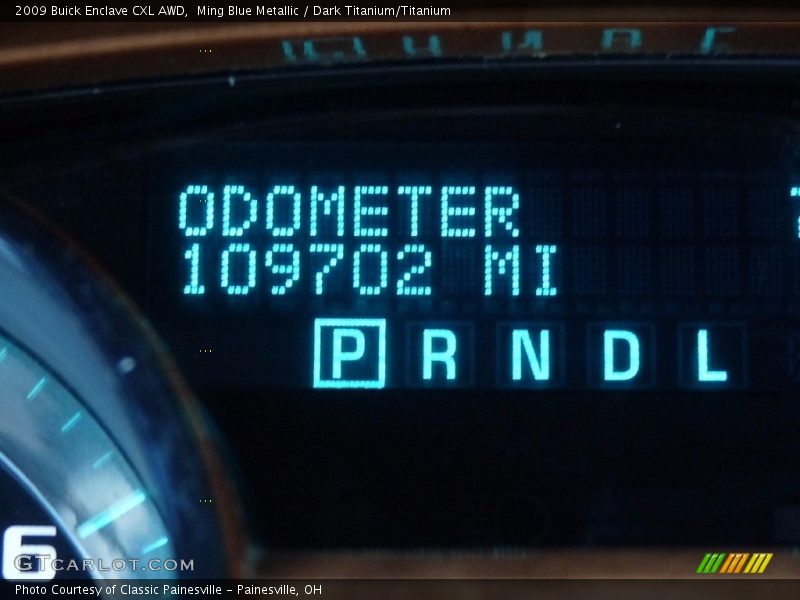 2009 Buick Enclave CXL AWD,  Ming Blue Metallic / Dark Titanium/Titanium
ODOMETER
109702 MI
P R N D L
6
GTCARLOT.COM
Photo Courtesy of Classic Painesville - Painesville, OH